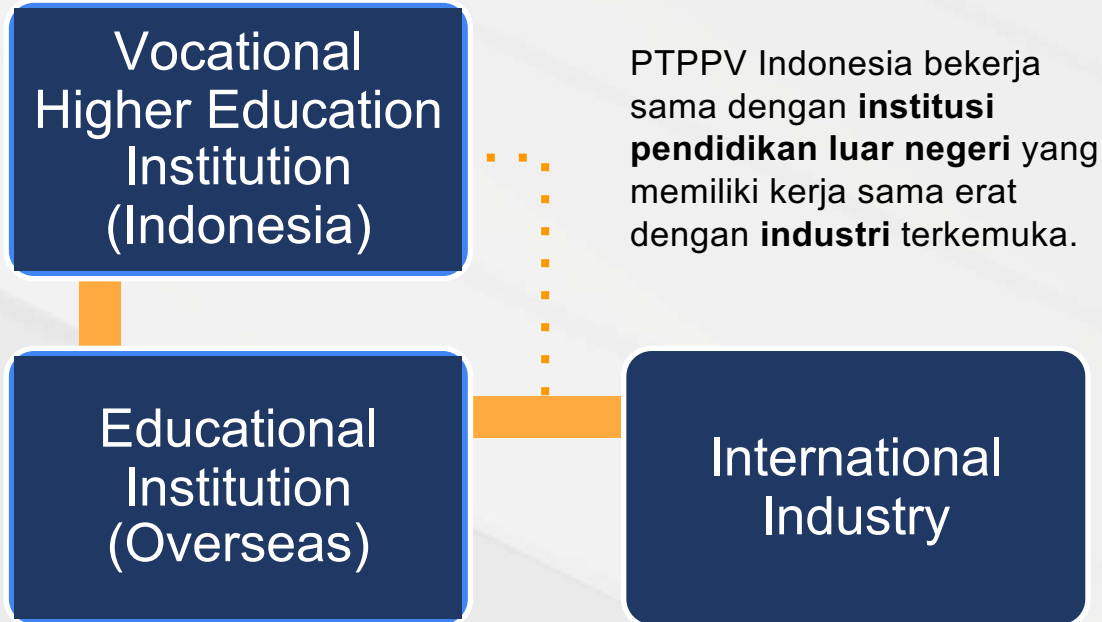 Vocational
Higher Education
Institution
(Indonesia)
PTPPV Indonesia bekerja
sama dengan institusi
pendidikan luar negeri yang
memiliki kerja sama erat
dengan industri terkemuka.
Educational
Institution
(Overseas)
International
Industry